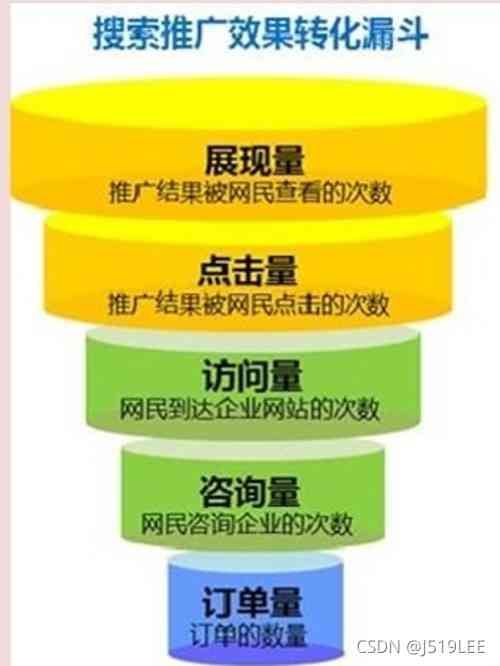 搜索推广效果转化漏斗
展现量
推广结果被网民查看的次数
点击量
推广结果被网民点击的次数
访问量
网民到达企业网站的次数
咨询量
网民咨询企业的次数
订单量
订单的数量
CSDN @J519LEE